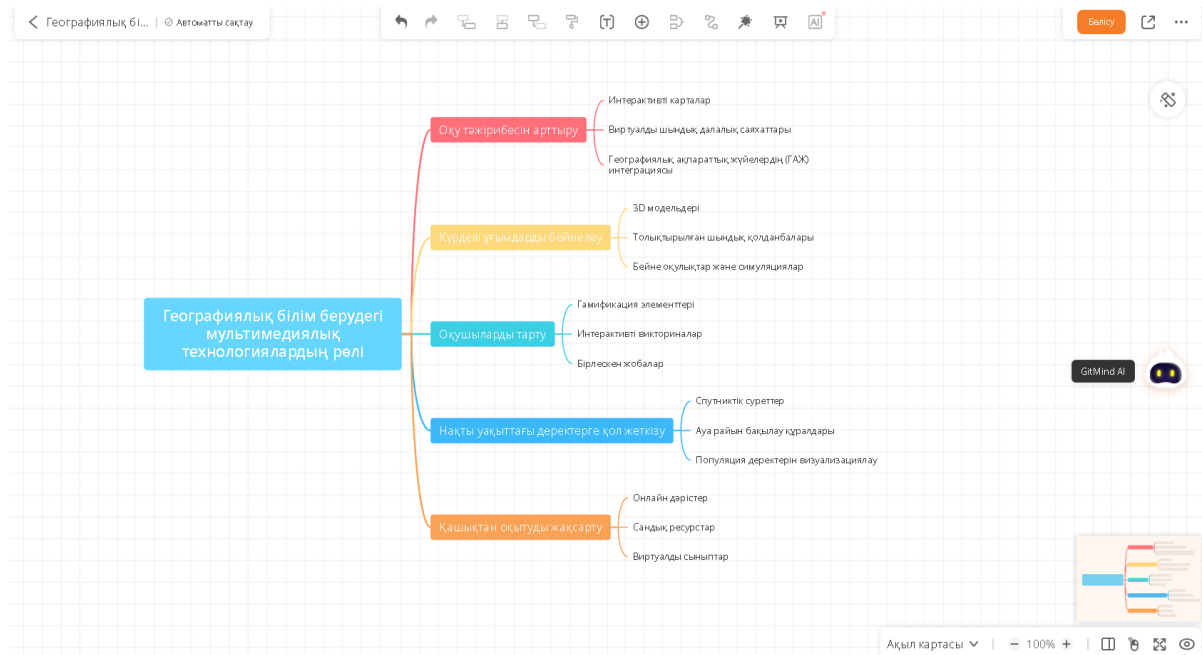 Географиялық бі...
Автоматты сақтау
Бөлісу
Оқу тәжірибесін арттыру
Интерактивті карталар
Виртуалды шындық далалық саяхаттары
Географиялық ақпараттық жүйелердің (ГАЖ)
интеграциясы
Күрделі ұғымдарды бейнелеу
3D модельдері
Толықтырылған шындық қолданбалары
Бейне оқулықтар және симуляциялар
Географиялық білім берудегі
мультимедиялық
технологиялардың рөлі
Оқушыларды тарту
Гамификация элементтері
Интерактивті викториналар
Бірлескен жобалар
GitMind AI
Нақты уақыттағы деректерге қол жеткізу
Спутниктік суреттер
Ауа райын бақылау құралдары
Популяция деректерін визуализациялау
Қашықтан оқытуды жақсарту
Онлайн дәрістер
Сандық ресурстар
Виртуалды сыныптар
Ақыл картасы
100%